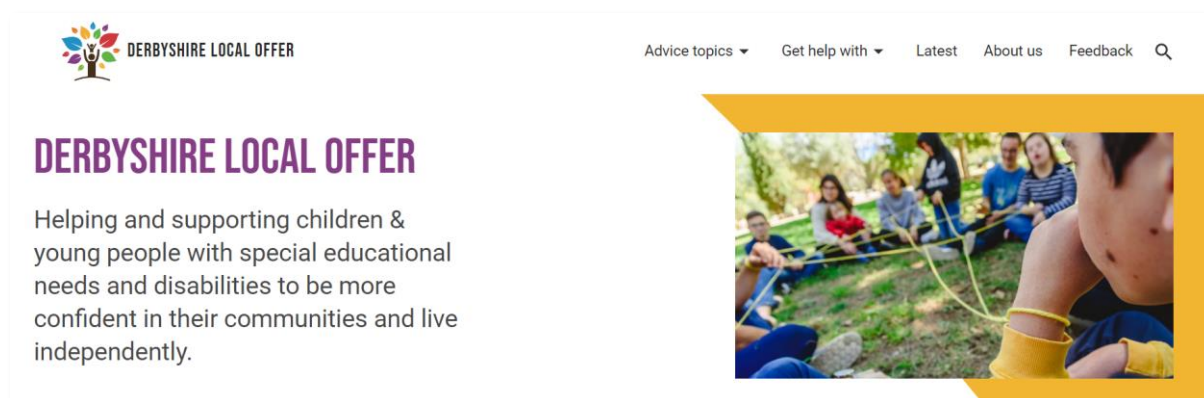 DERBYSHIRE LOCAL OFFER
Advice topics Get help with Latest About us Feedback
DERBYSHIRE LOCAL OFFER
Helping and supporting children &
young people with special educational
needs and disabilities to be more
confident in their communities and live
independently.